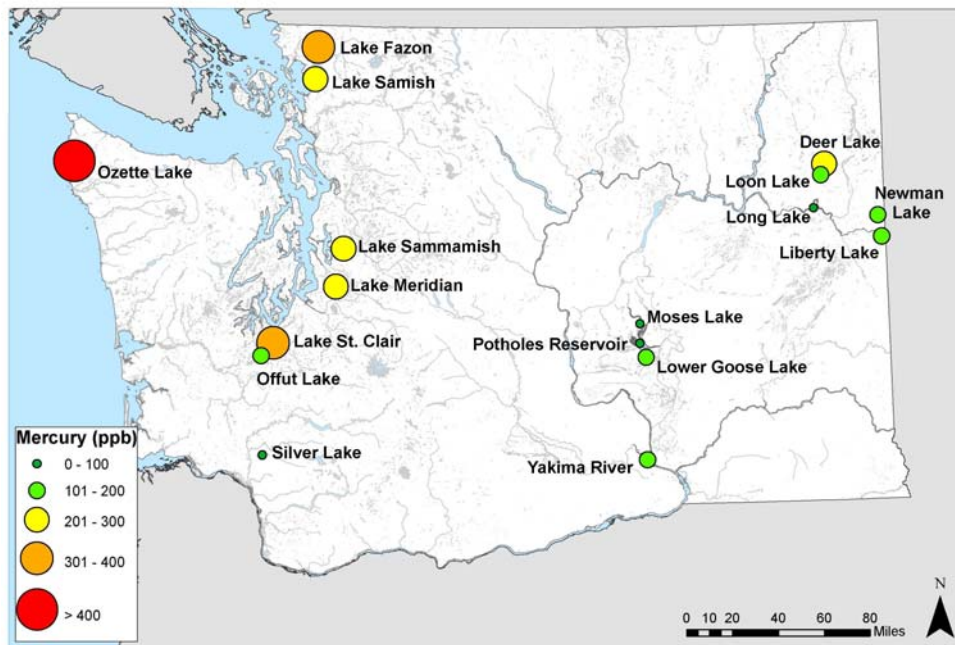 Lake Fazon
Lake Samish
Ozette Lake
Deer Lake
Loon Lake
Newman
Lake
Long Lake
Liberty Lake
Lake Sammamish
Lake Meridian
Moses Lake
Lake St. Clair
Potholes Reservoir
Offut Lake
Lower Goose Lake
Silver Lake
Yakima River
Mercury (ppb)
0 - 100
101 - 200
201 - 300
301 - 400
> 400
N
0 10 20 40 60 80
Miles